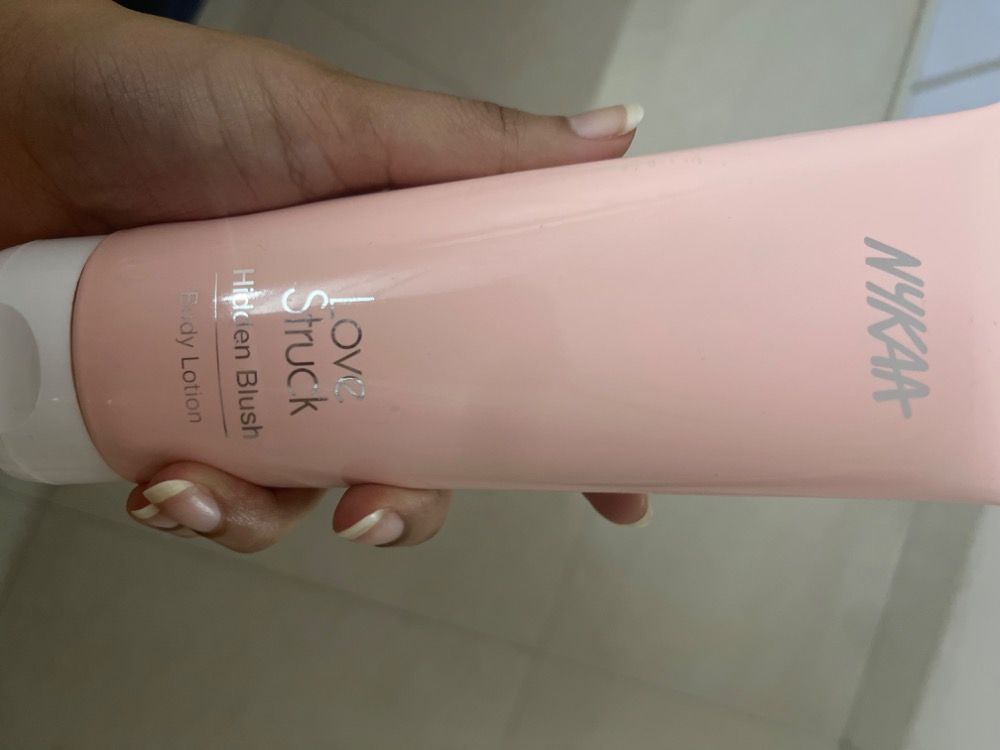 NYKAA
Love
Struck
Hidden Blush
Body Lotion